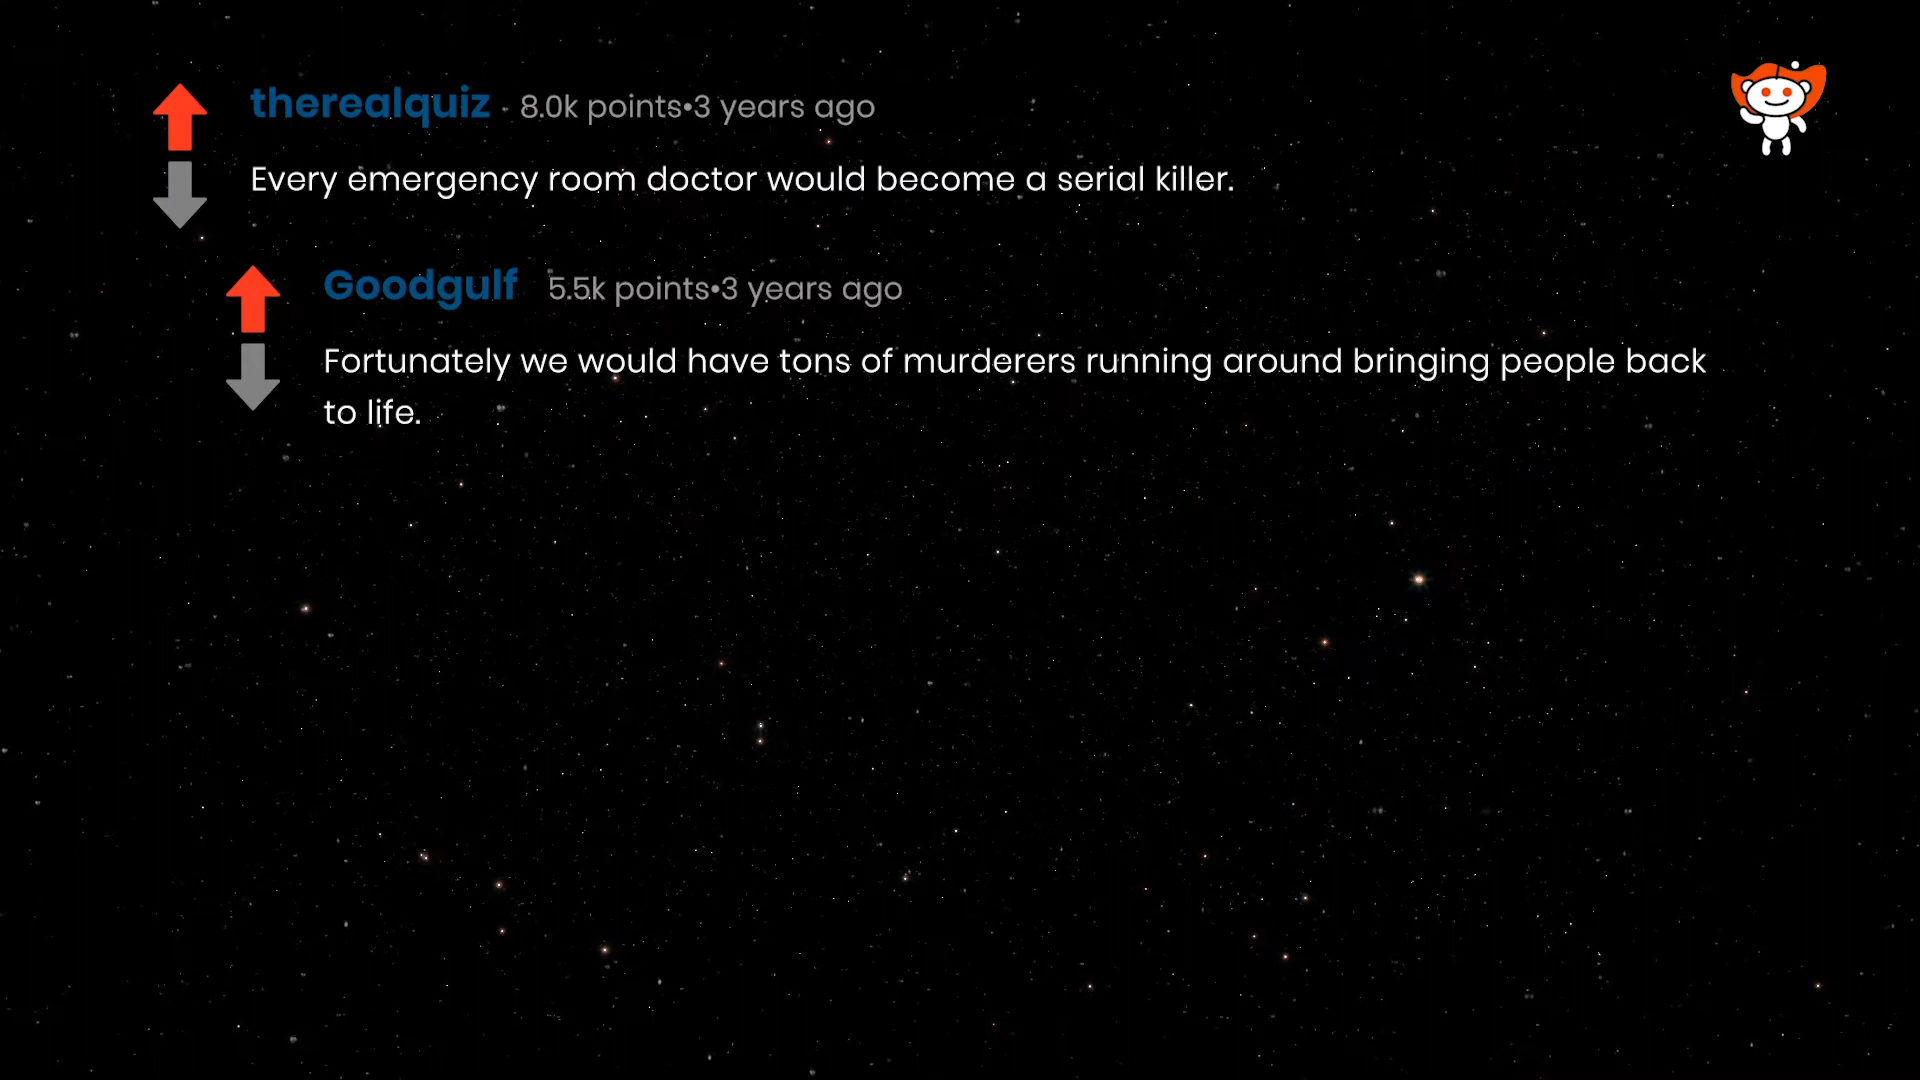 therealquiz · 8.0k points•3 years ago
Every emergency room doctor would become a serial killer.
Goodgulf 5.5k points•3 years ago
Fortunately we would have tons of murderers running around bringing people back
to life.